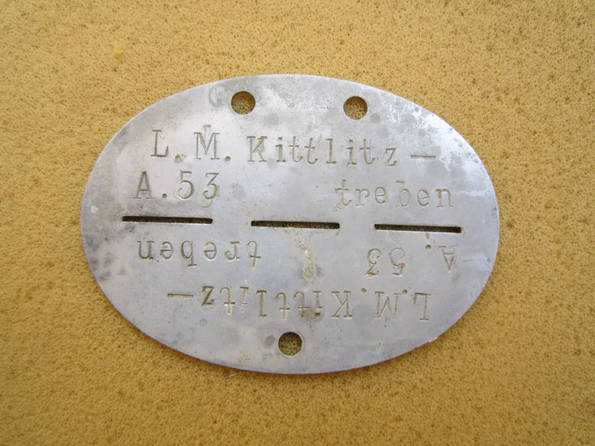 L. M. Kittlitz-
A. 53 treben
A. 53 treben
L.M. Kittlitz-